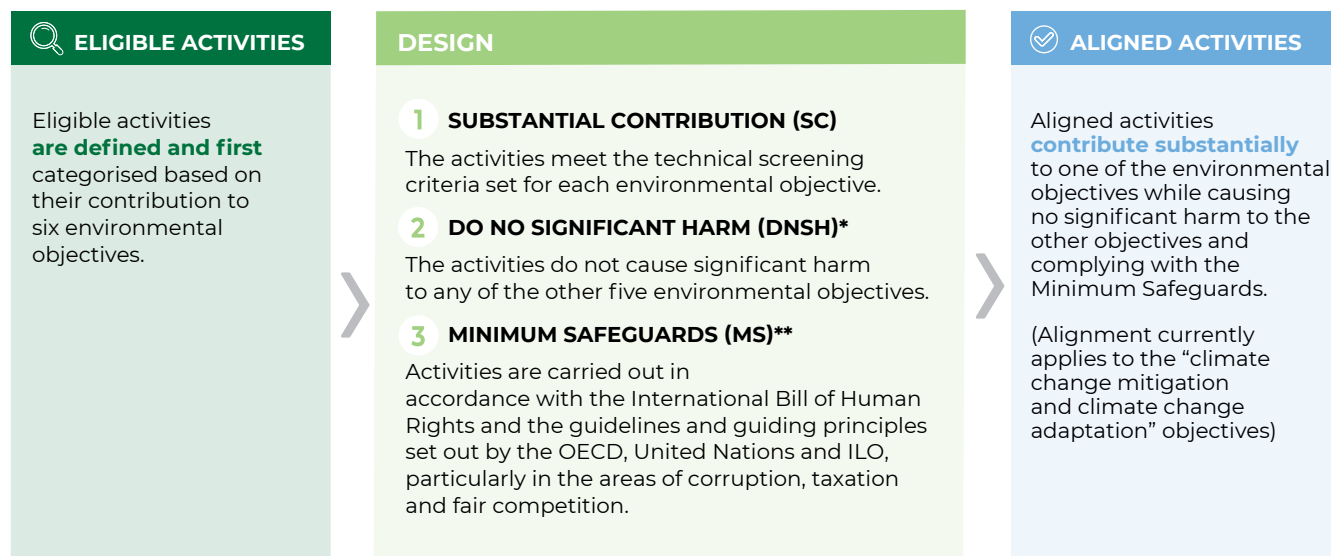 ELIGIBLE ACTIVITIES
Eligible activities
are defined and first
categorised based on
their contribution to
six environmental
objectives.
DESIGN
1 SUBSTANTIAL CONTRIBUTION (SC)
The activities meet the technical screening
criteria set for each environmental objective.
2 DO NO SIGNIFICANT HARM (DNSH)*
The activities do not cause significant harm
to any of the other five environmental objectives.
3 MINIMUM SAFEGUARDS (MS)**
Activities are carried out in
accordance with the International Bill of Human
Rights and the guidelines and guiding principles
set out by the OECD, United Nations and ILO,
particularly in the areas of corruption, taxation
and fair competition.
ALIGNED ACTIVITIES
Aligned activities
contribute substantially
to one of the environmental
objectives while causing
no significant harm to the
other objectives and
complying with the
Minimum Safeguards.
(Alignment currently
applies to the “climate
change mitigation
and climate change
adaptation” objectives)